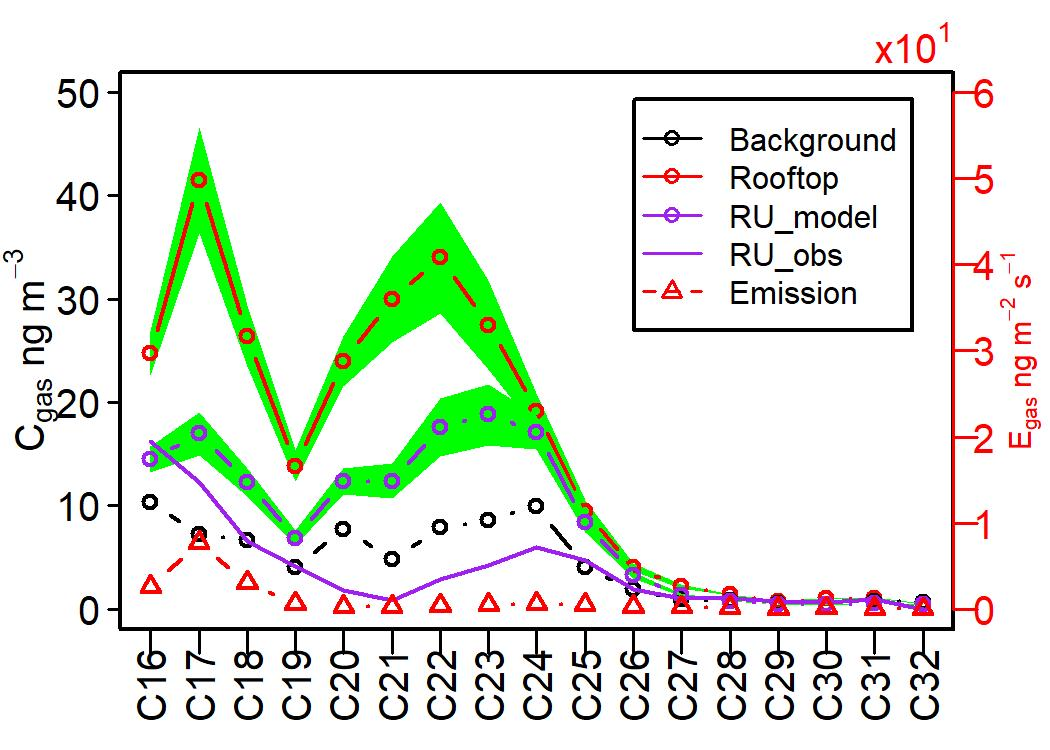 x10¹
50
40
30
20
10
0
C_gas ng m⁻³
6
5
4
3
2
1
0
E_gas ng m⁻² s⁻¹
Background
Rooftop
RU_model
RU_obs
Emission
C16
C17
C18
C19
C20
C21
C22
C23
C24
C25
C26
C27
C28
C29
C30
C31
C32